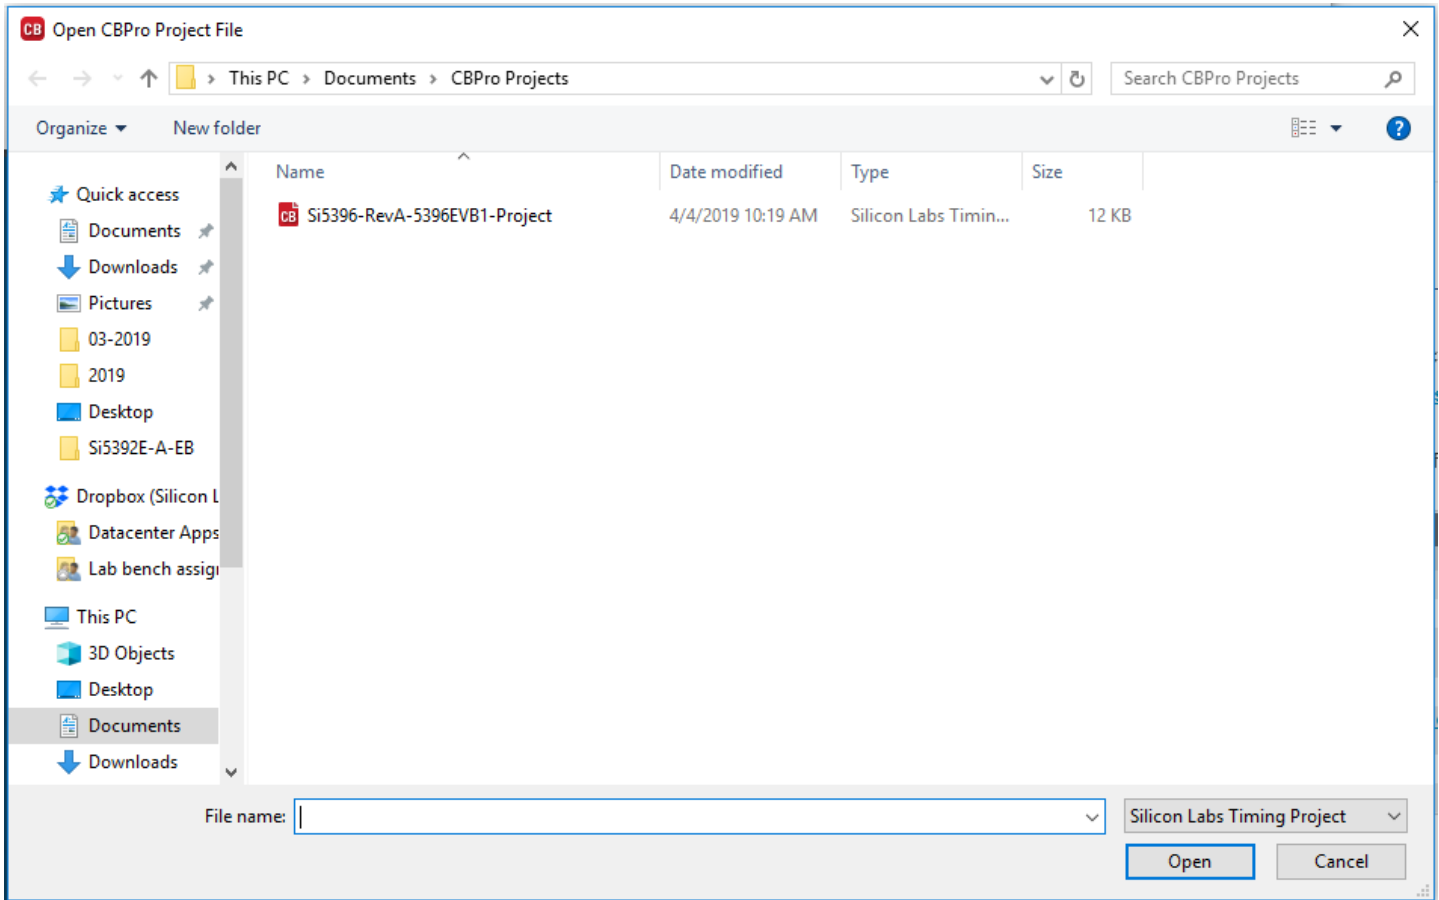 CB Open CBPro Project File
This PC > Documents > CBPro Projects
Search CBPro Projects
Organize
New folder
?
Name
Date modified
Type
Size
CB Si5396-RevA-5396EVB1-Project
4/4/2019 10:19 AM
Silicon Labs Timin...
12 KB
Quick access
Documents
Downloads
Pictures
03-2019
2019
Desktop
Si5392E-A-EB
Dropbox (Silicon L
Datacenter Apps
Lab bench assig
This PC
3D Objects
Desktop
Documents
Downloads
File name:
Silicon Labs Timing Project
Open
Cancel